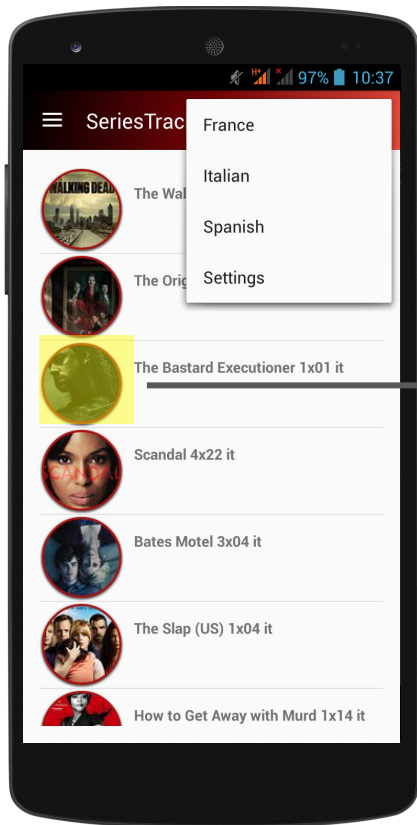 97% 10:37
SeriesTrac
France
Italian
Spanish
Settings
WALKING DEAD
The Wal
The Orig
The Bastard Executioner 1x01 it
SCANDAL
Scandal 4x22 it
Bates Motel 3x04 it
The Slap (US) 1x04 it
How to Get Away with Murd 1x14 it